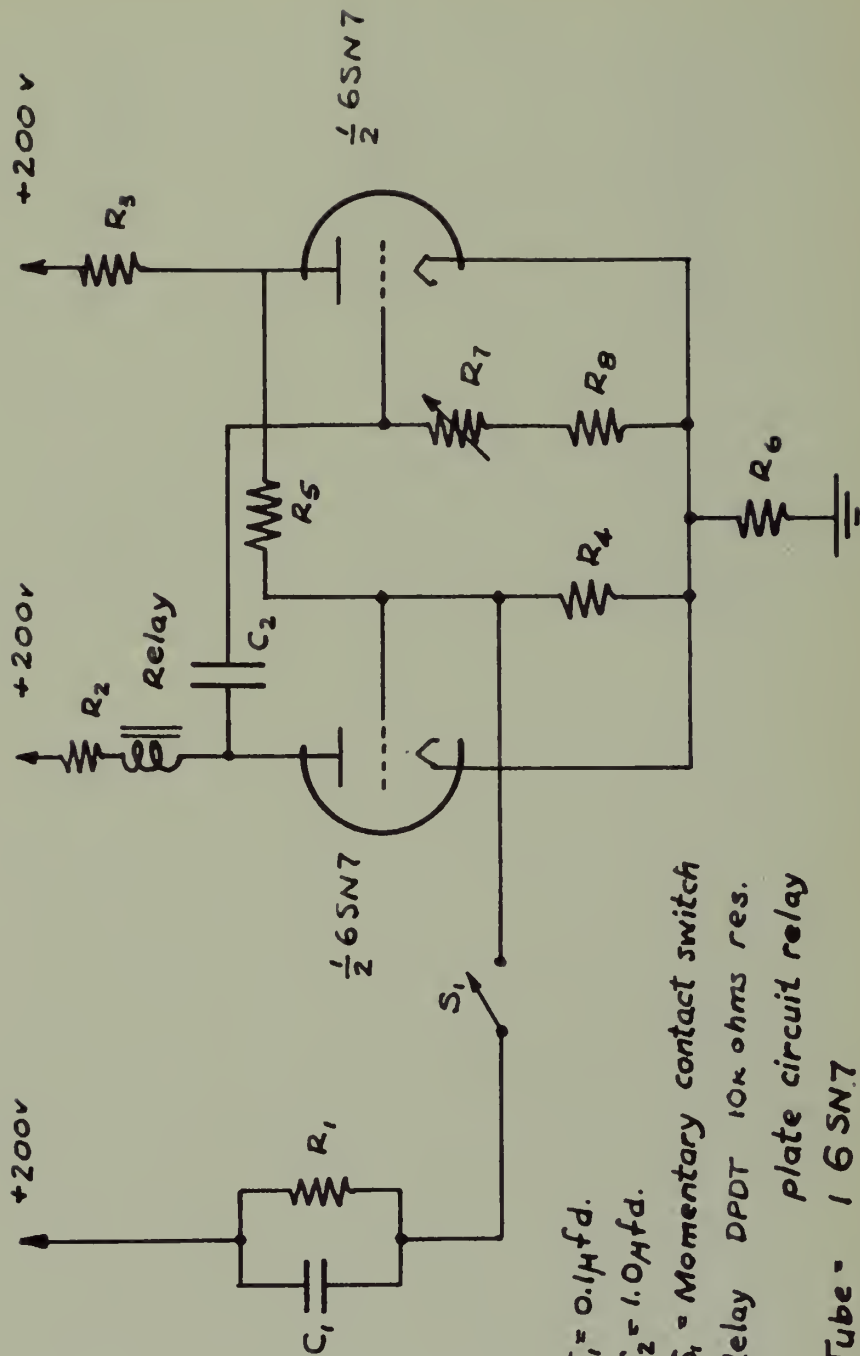 +200v
+200v
+200v
R2
R3
Relay
C2
R5
½ 6SN7
½ 6SN7
R7
C1
R1
S1
R4
R8
R6
= 0.1μfd.
= 1.0μfd.
= Momentary contact switch
Relay DPDT 10K ohms res.
plate circuit relay
Tube = 1 6SN7